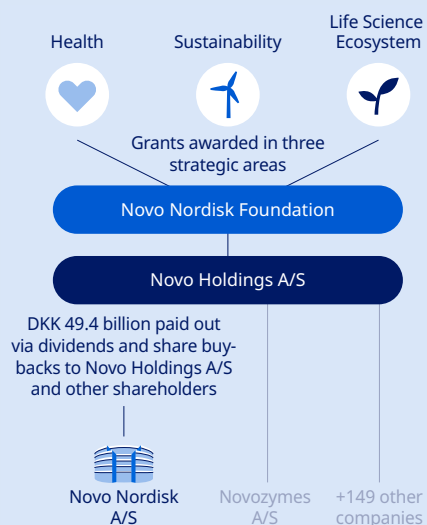 Health
Sustainability
Life Science
Ecosystem
Grants awarded in three
strategic areas
Novo Nordisk Foundation
Novo Holdings A/S
DKK 49.4 billion paid out
via dividends and share buy-
backs to Novo Holdings A/S
and other shareholders
Novo Nordisk
A/S
Novozymes
A/S
+149 other
companies